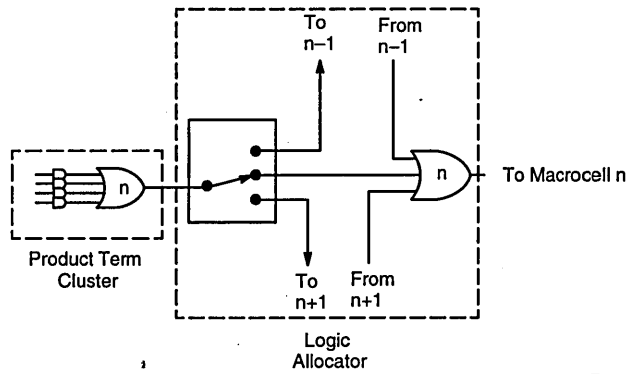 To
n–1
From
n–1
n
n
To Macrocell n
Product Term
Cluster
To
n+1
From
n+1
Logic
Allocator